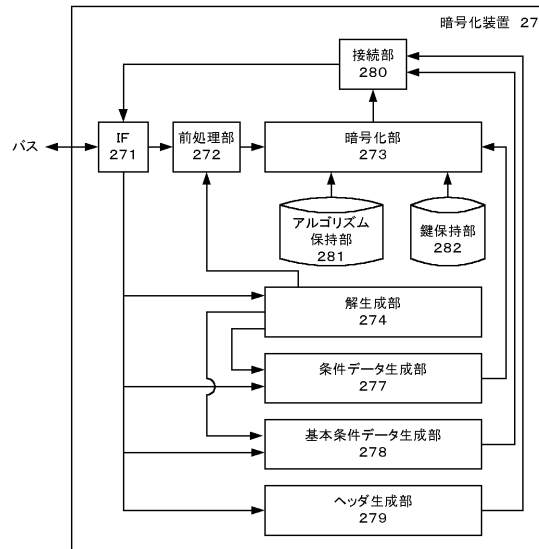 暗号化装置 27
接続部
280
バス
IF
271
前処理部
272
暗号化部
273
アルゴリズム
保持部
281
鍵保持部
282
解生成部
274
条件データ生成部
277
基本条件データ生成部
278
ヘッダ生成部
279